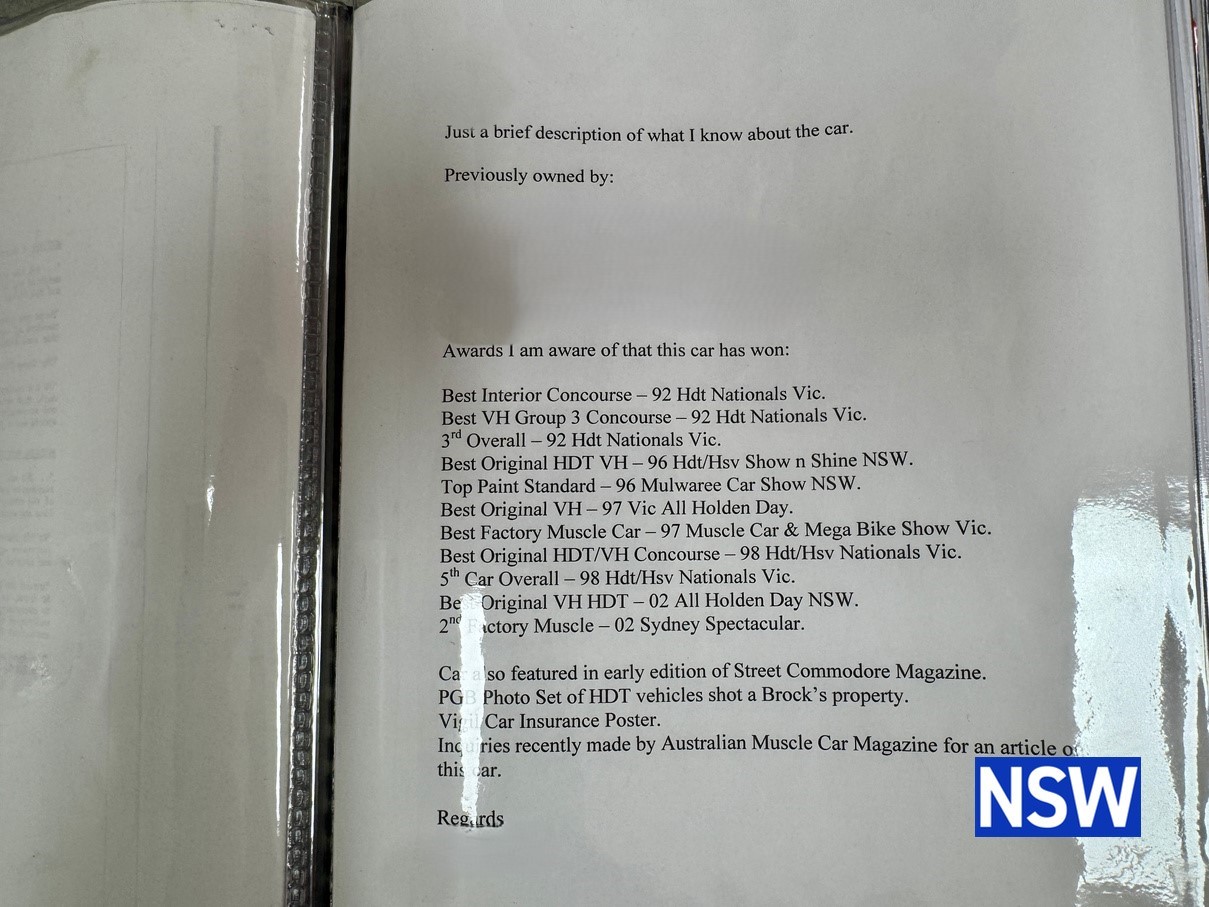 Just a brief description of what I know about the car.
Previously owned by:
Awards I am aware of that this car has won:
Best Interior Concourse – 92 Hdt Nationals Vic.
Best VH Group 3 Concourse – 92 Hdt Nationals Vic.
3rd Overall – 92 Hdt Nationals Vic.
Best Original HDT VH – 96 Hdt/Hsv Show n Shine NSW.
Top Paint Standard – 96 Mulwaree Car Show NSW.
Best Original VH – 97 Vic All Holden Day.
Best Factory Muscle Car – 97 Muscle Car & Mega Bike Show Vic.
Best Original HDT/VH Concourse – 98 Hdt/Hsv Nationals Vic.
5th Car Overall – 98 Hdt/Hsv Nationals Vic.
Best Original VH HDT – 02 All Holden Day NSW.
2nd Factory Muscle – 02 Sydney Spectacular.
Car also featured in early edition of Street Commodore Magazine.
PGB Photo Set of HDT vehicles shot a Brock's property.
Vigil Car Insurance Poster.
Inquiries recently made by Australian Muscle Car Magazine for an article
this car.
Regards
NSW